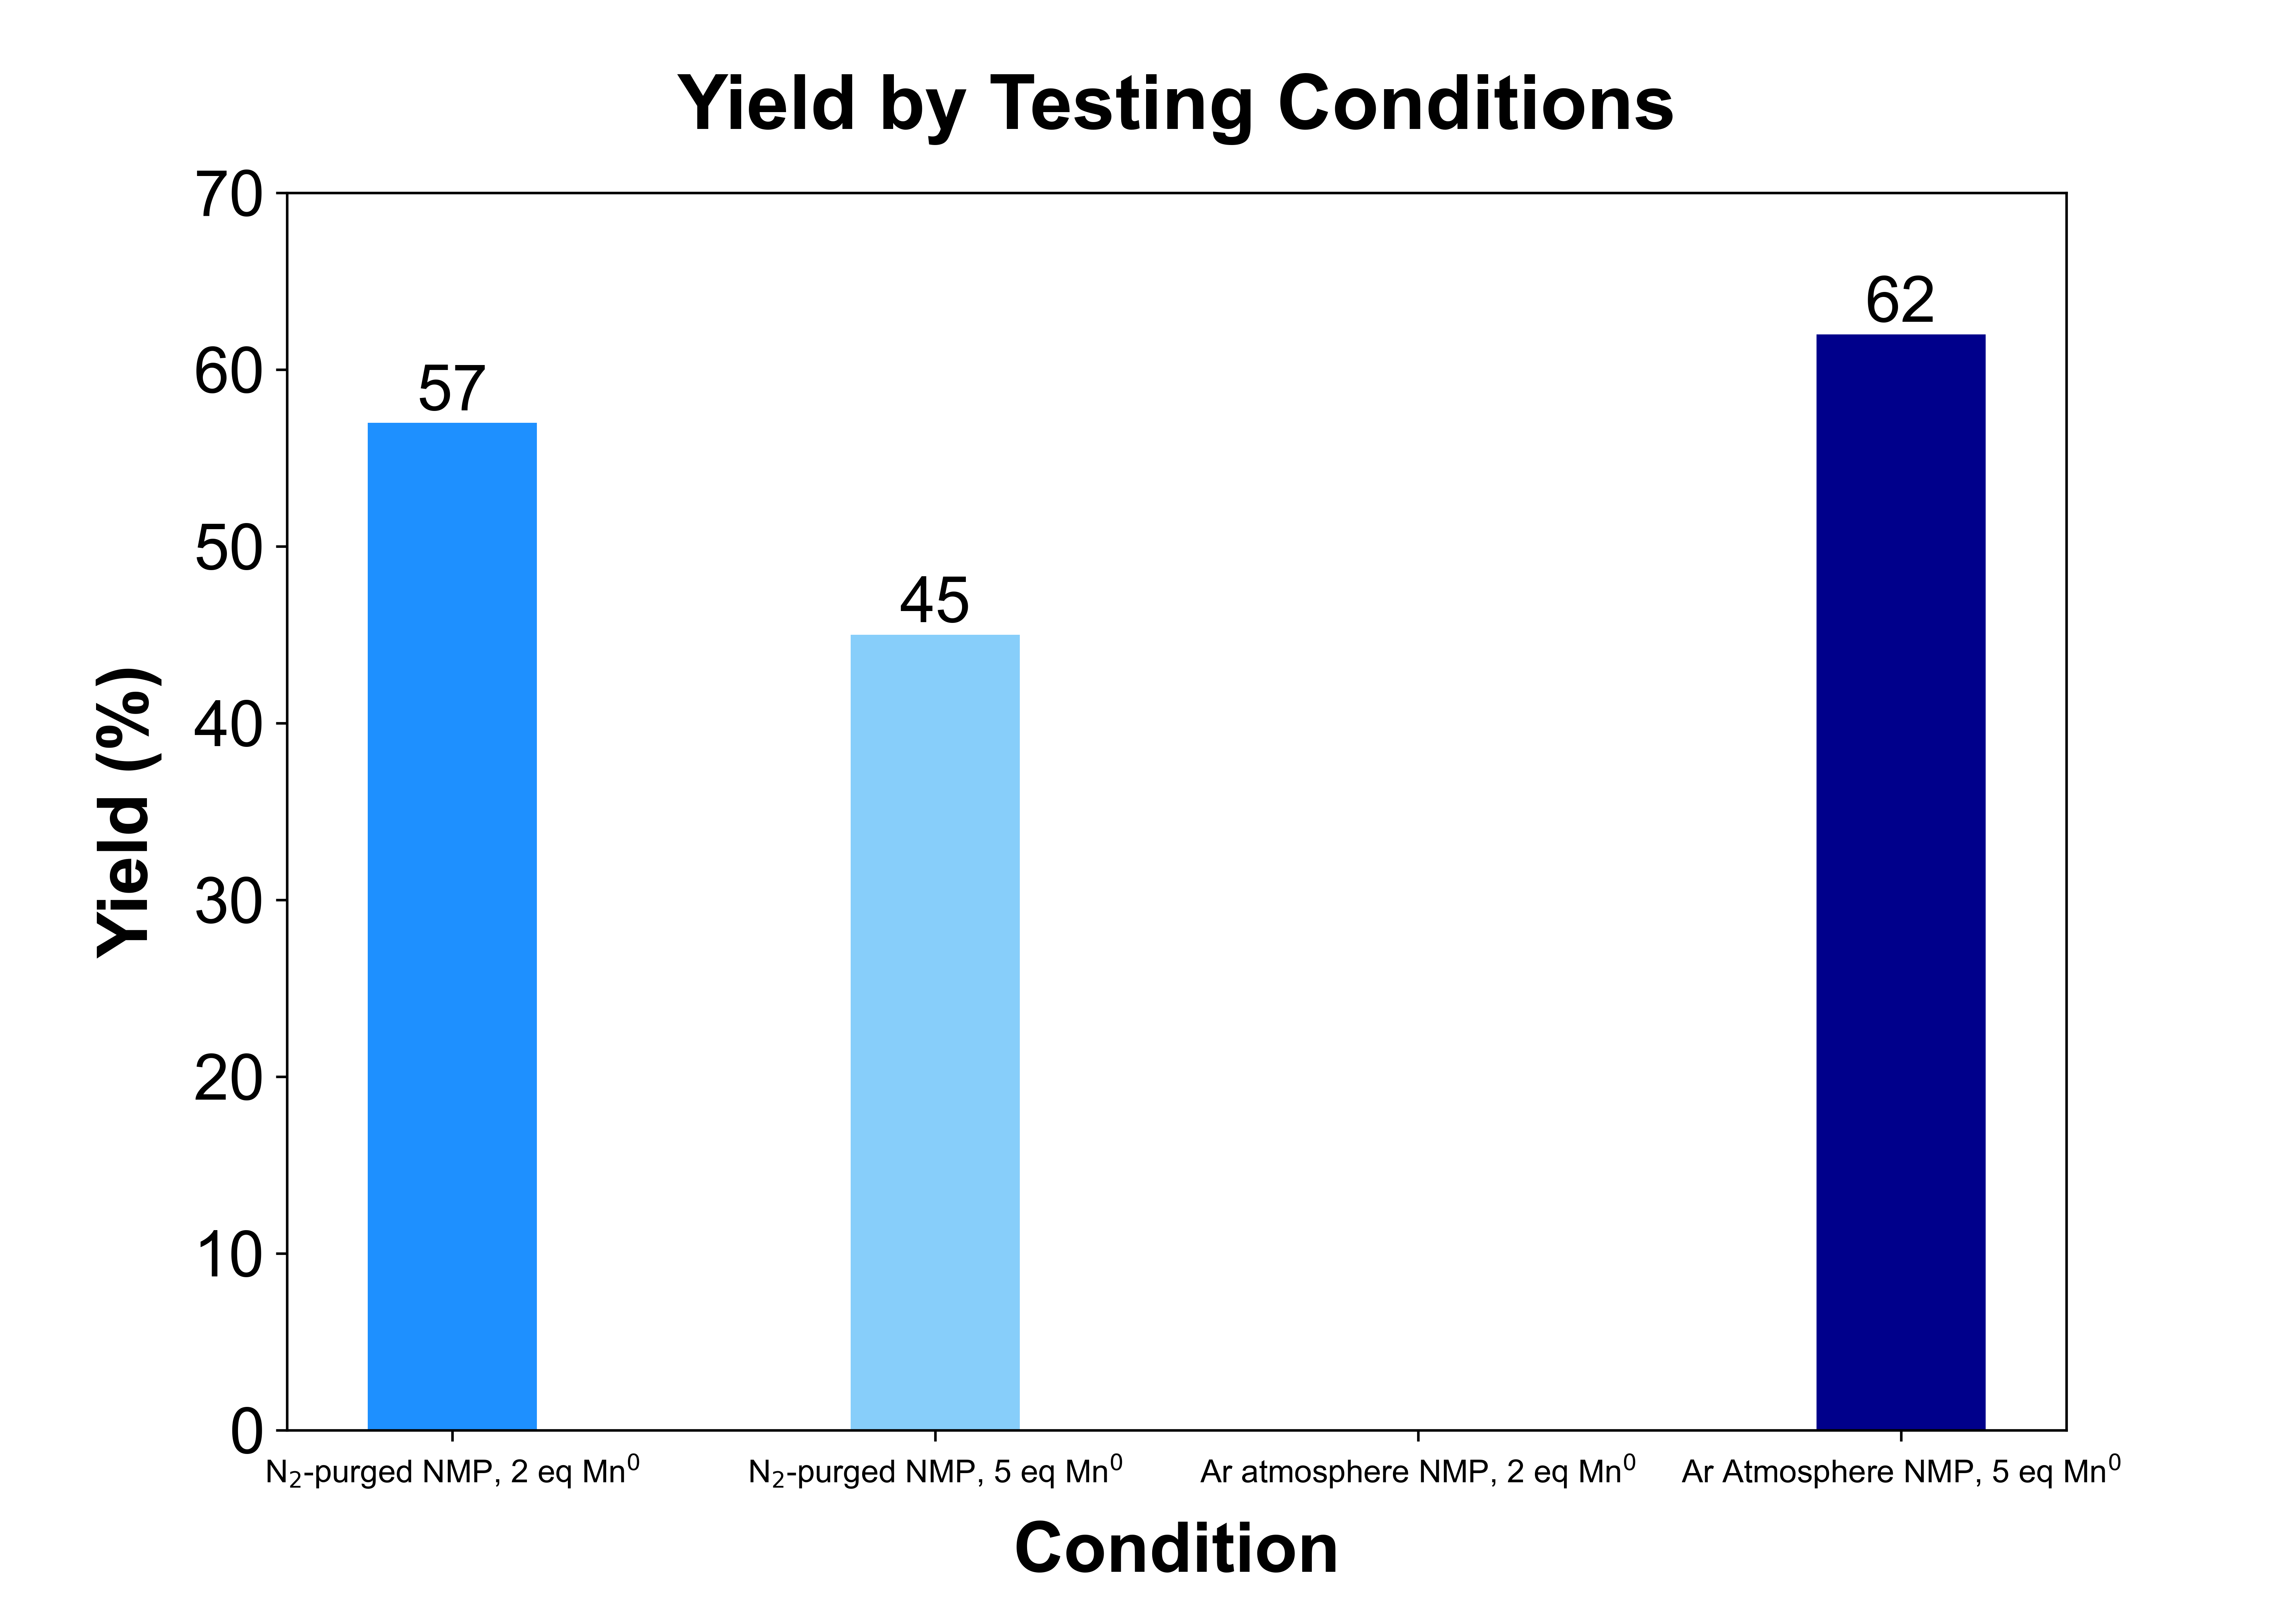 Yield by Testing Conditions
70
60
50
40
30
20
10
0
Yield (%)
57
45
62
N₂-purged NMP, 2 eq Mn⁰
N₂-purged NMP, 5 eq Mn⁰
Ar atmosphere NMP, 2 eq Mn⁰
Ar Atmosphere NMP, 5 eq Mn⁰
Condition